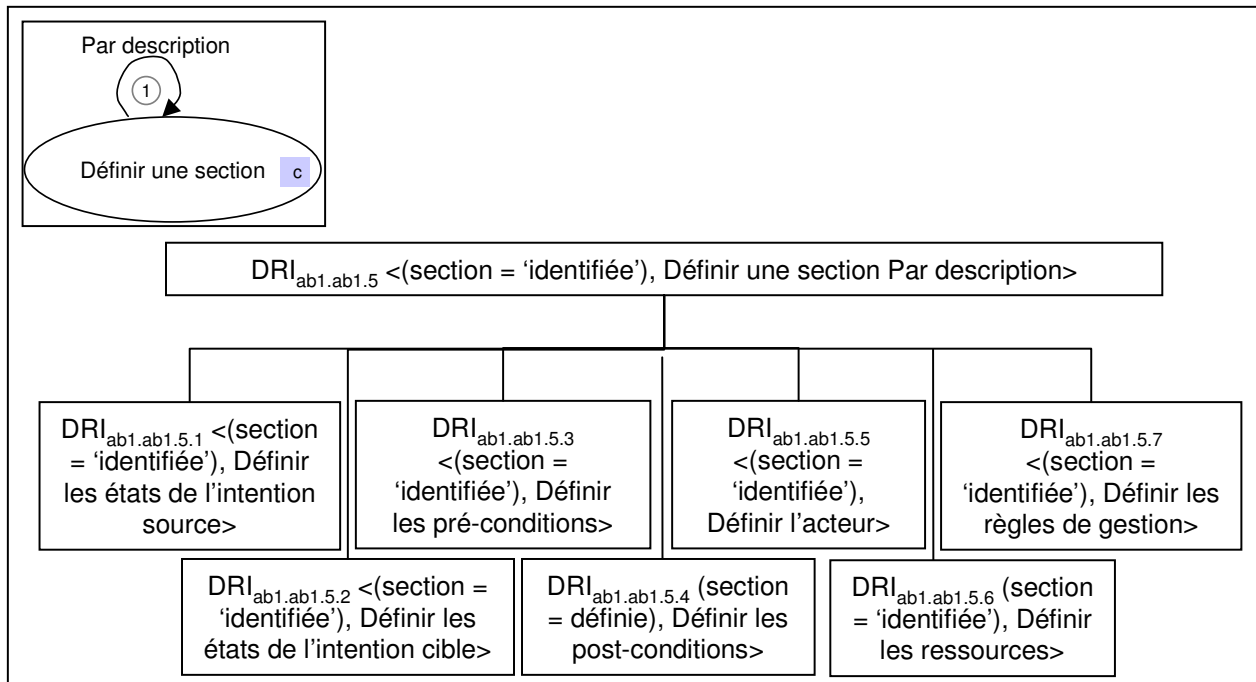 Par description
1
Définir une section c
DRIab1.ab1.5 <(section = ‘identifiée’), Définir une section Par description>
DRIab1.ab1.5.1 <(section
= ‘identifiée’), Définir
les états de l’intention
source>
DRIab1.ab1.5.3
<(section =
‘identifiée’), Définir
les pré-conditions>
DRIab1.ab1.5.5
<(section =
‘identifiée’),
Définir l’acteur>
DRIab1.ab1.5.7
<(section =
‘identifiée’), Définir les
règles de gestion>
DRIab1.ab1.5.2 <(section =
‘identifiée’), Définir les
états de l’intention cible>
DRIab1.ab1.5.4 (section
= définie), Définir les
post-conditions>
DRIab1.ab1.5.6 (section
= ‘identifiée’), Définir
les ressources>